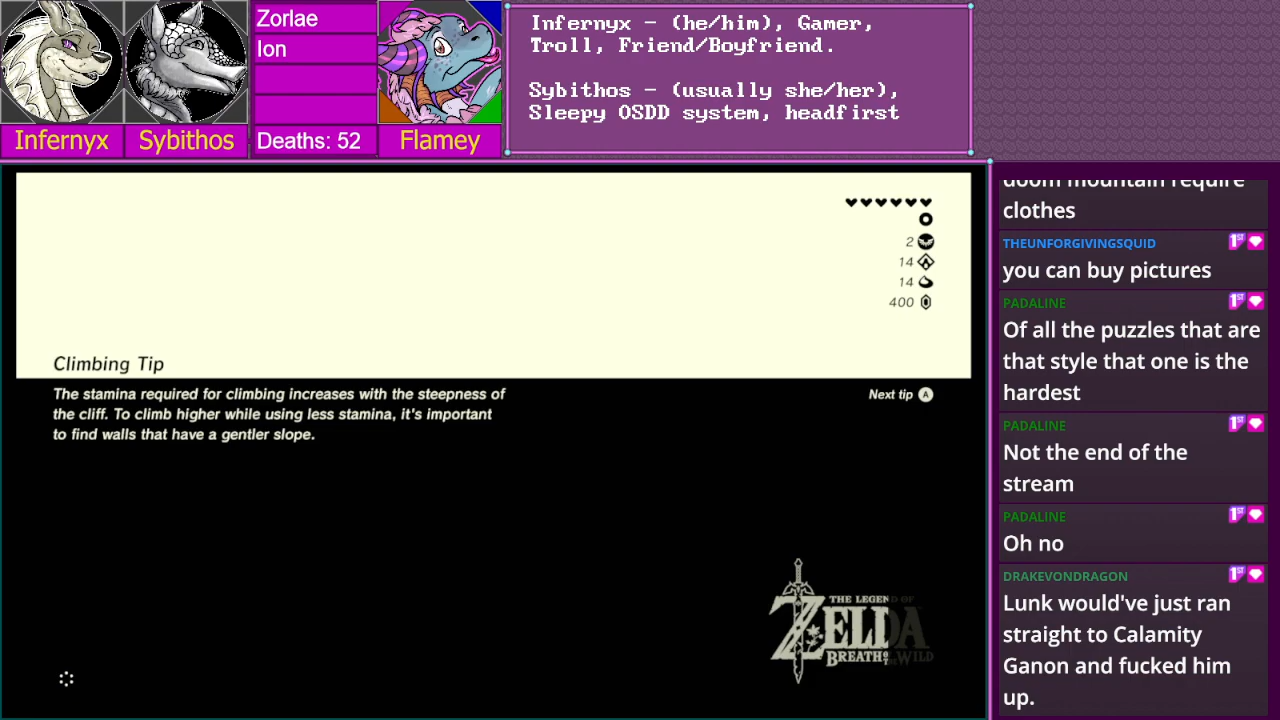 Infernyx
Sybithos
Zorlae
Ion
Deaths: 52
Flamey
Infernyx - (he/him), Gamer,
Troll, Friend/Boyfriend.
Sybithos - (usually she/her),
Sleepy OSDD system, headfirst
2
14
14
400
Climbing Tip
The stamina required for climbing increases with the steepness of
the cliff. To climb higher while using less stamina, it's important
to find walls that have a gentler slope.
Next tip A
THE LEGEND OF
ZELDA
BREATH OF THE WILD
doom mountain require
clothes
THEUNFORGIVINGSQUID
you can buy pictures
PADALINE
Of all the puzzles that are
that style that one is the
hardest
PADALINE
Not the end of the
stream
PADALINE
Oh no
DRAKEVONDRAGON
Lunk would've just ran
straight to Calamity
Ganon and fucked him
up.